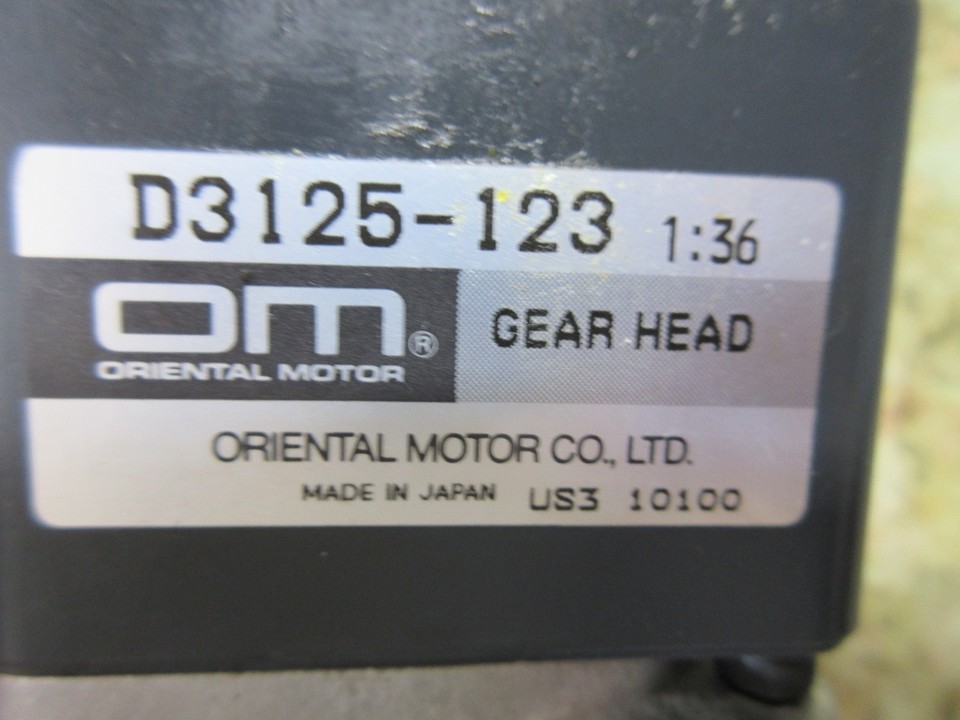 D3125-123 1:36
OM®
ORIENTAL MOTOR
GEAR HEAD
ORIENTAL MOTOR CO., LTD.
MADE IN JAPAN US3 10100